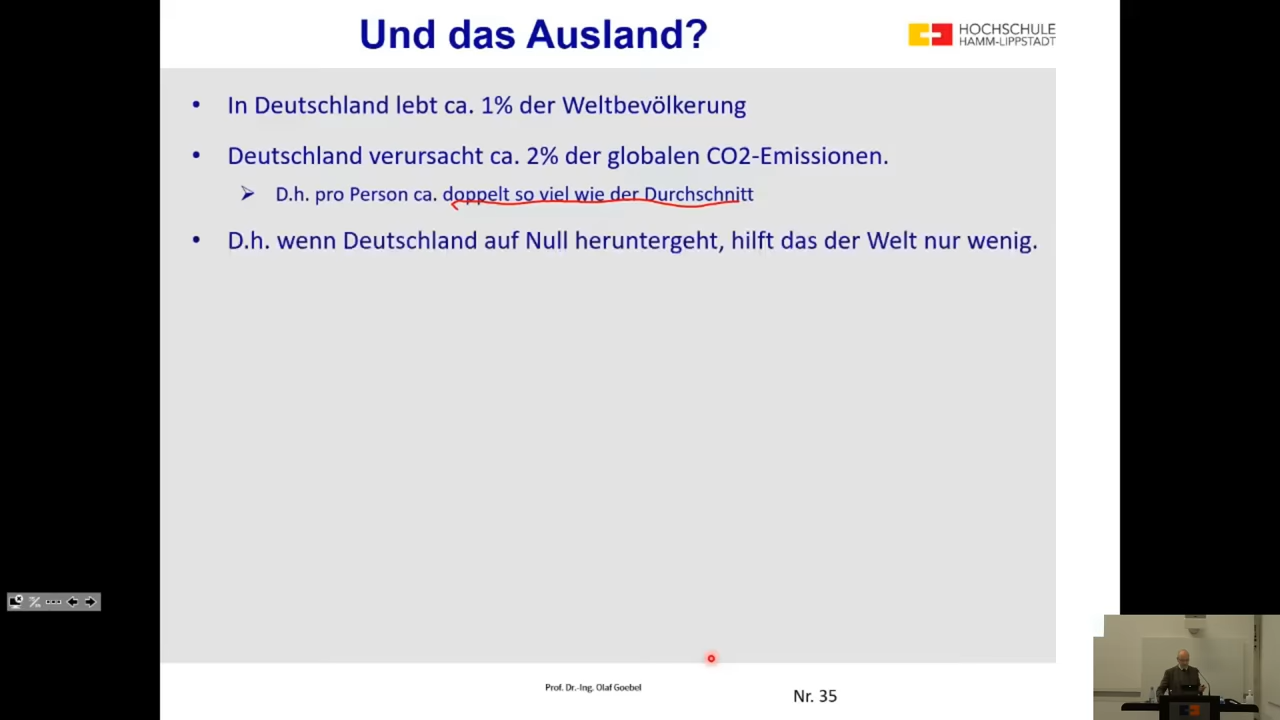 Und das Ausland?
HOCHSCHULE
HAMM-LIPPSTADT
• In Deutschland lebt ca. 1% der Weltbevölkerung
• Deutschland verursacht ca. 2% der globalen CO2-Emissionen.
➢ D.h. pro Person ca. doppelt so viel wie der Durchschnitt
• D.h. wenn Deutschland auf Null heruntergeht, hilft das der Welt nur wenig.
Prof. Dr.-Ing. Olaf Goebel
Nr. 35